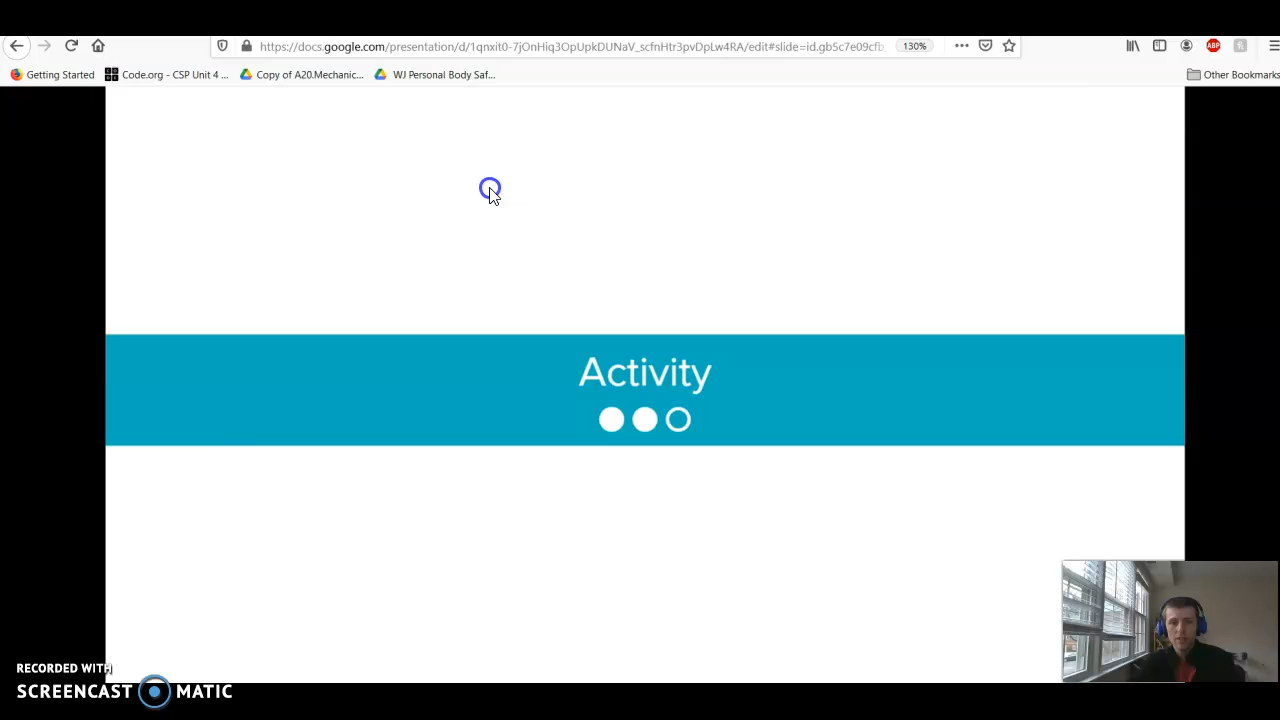 https://docs.google.com/presentation/d/1qnxit0-7jOnHiq3OpUpkDUNaV_scfnHtr3pvDpLw4RA/edit#slide=id.gb5c7e09cfb
130%
Getting Started
Code.org - CSP Unit 4 ...
Copy of A20.Mechanic...
WJ Personal Body Saf...
Other Bookmarks
ABP
Activity
RECORDED WITH
SCREENCAST MATIC